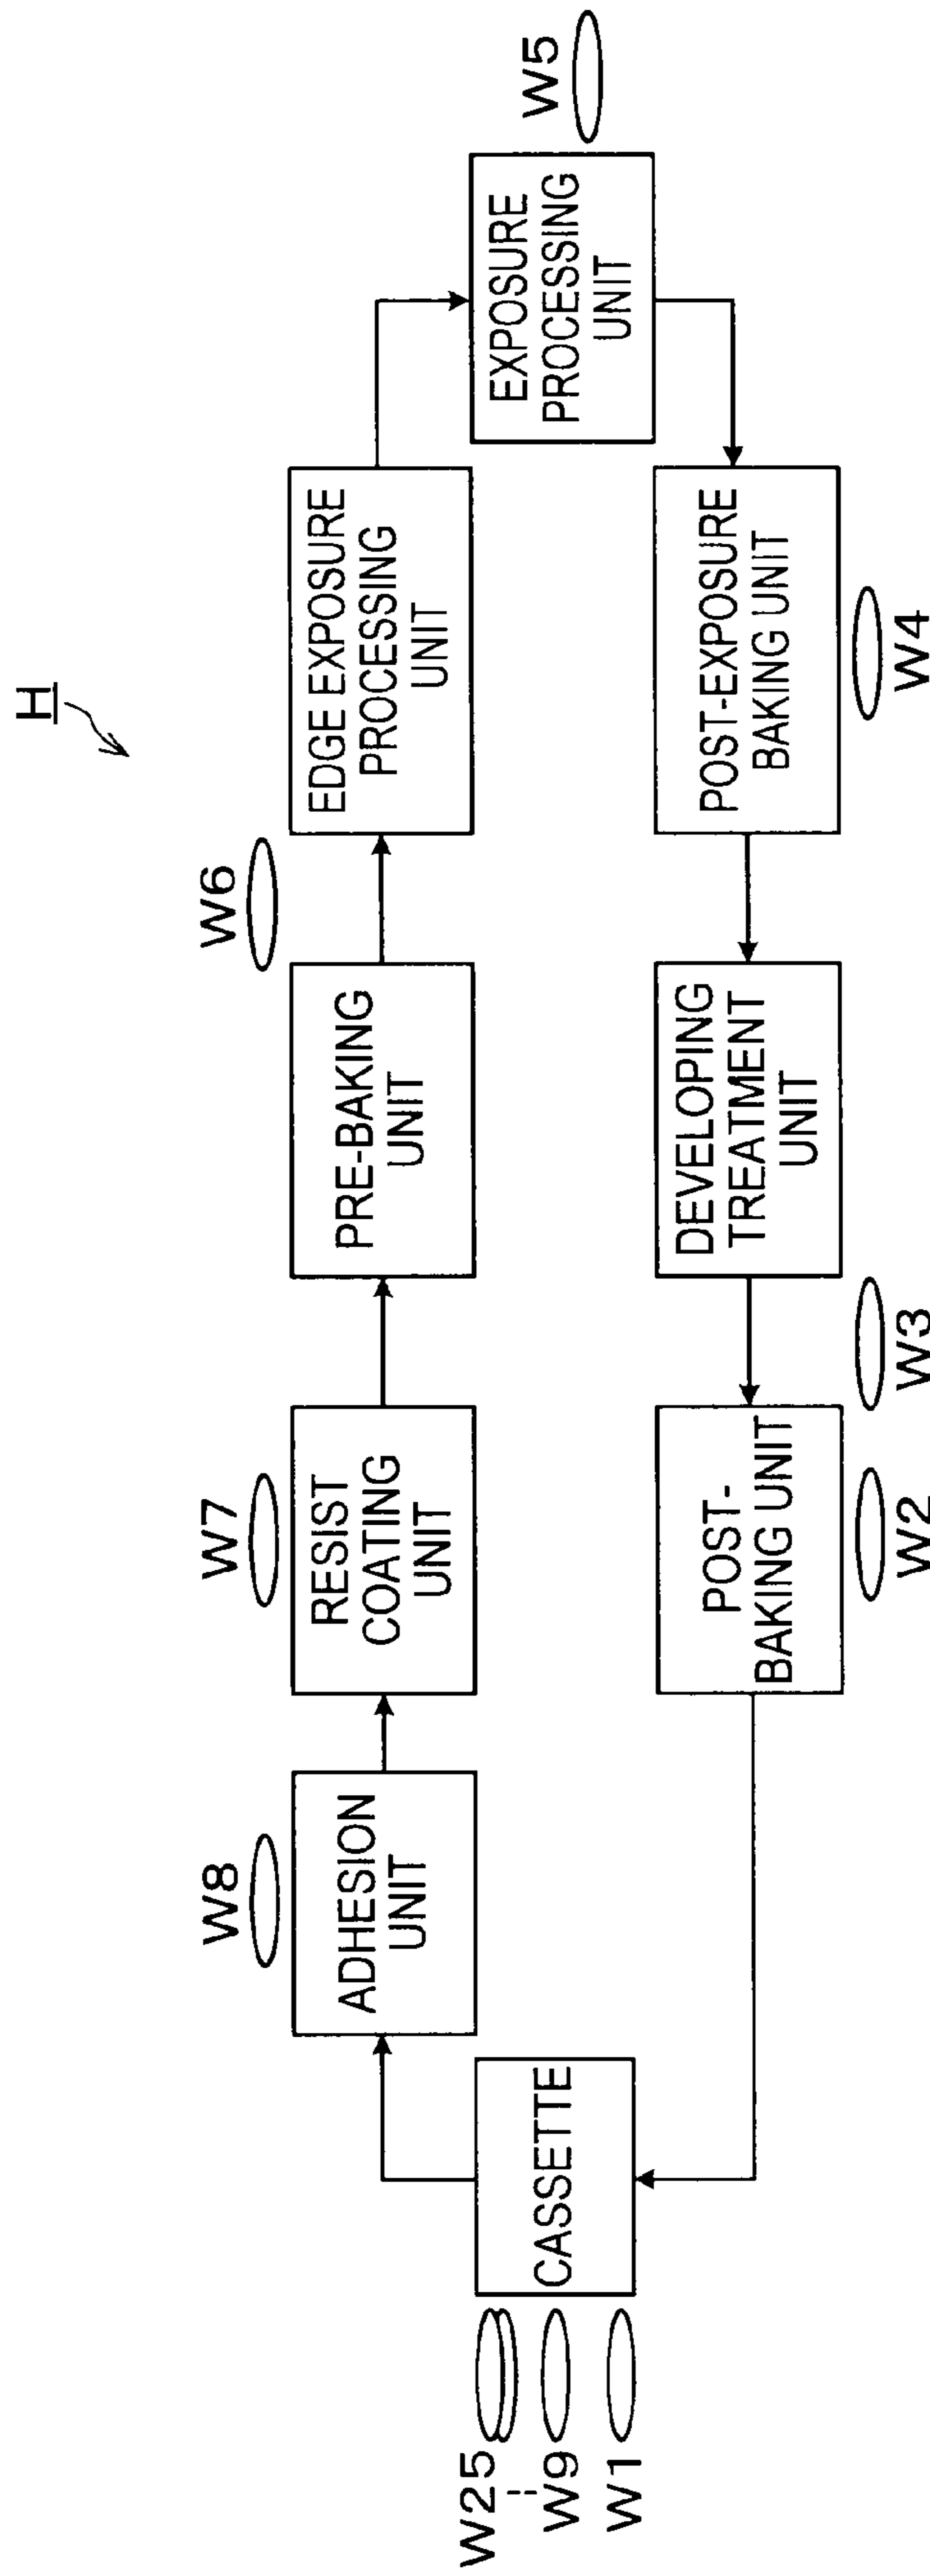 H
W6
W7
W8
W5
EDGE EXPOSURE
PROCESSING
UNIT
PRE-BAKING
UNIT
RESIST
COATING
UNIT
ADHESION
UNIT
EXPOSURE
PROCESSING
UNIT
CASSETTE
W25
W9
W1
POST-EXPOSURE
BAKING UNIT
DEVELOPING
TREATMENT
UNIT
POST-
BAKING UNIT
W4
W3
W2